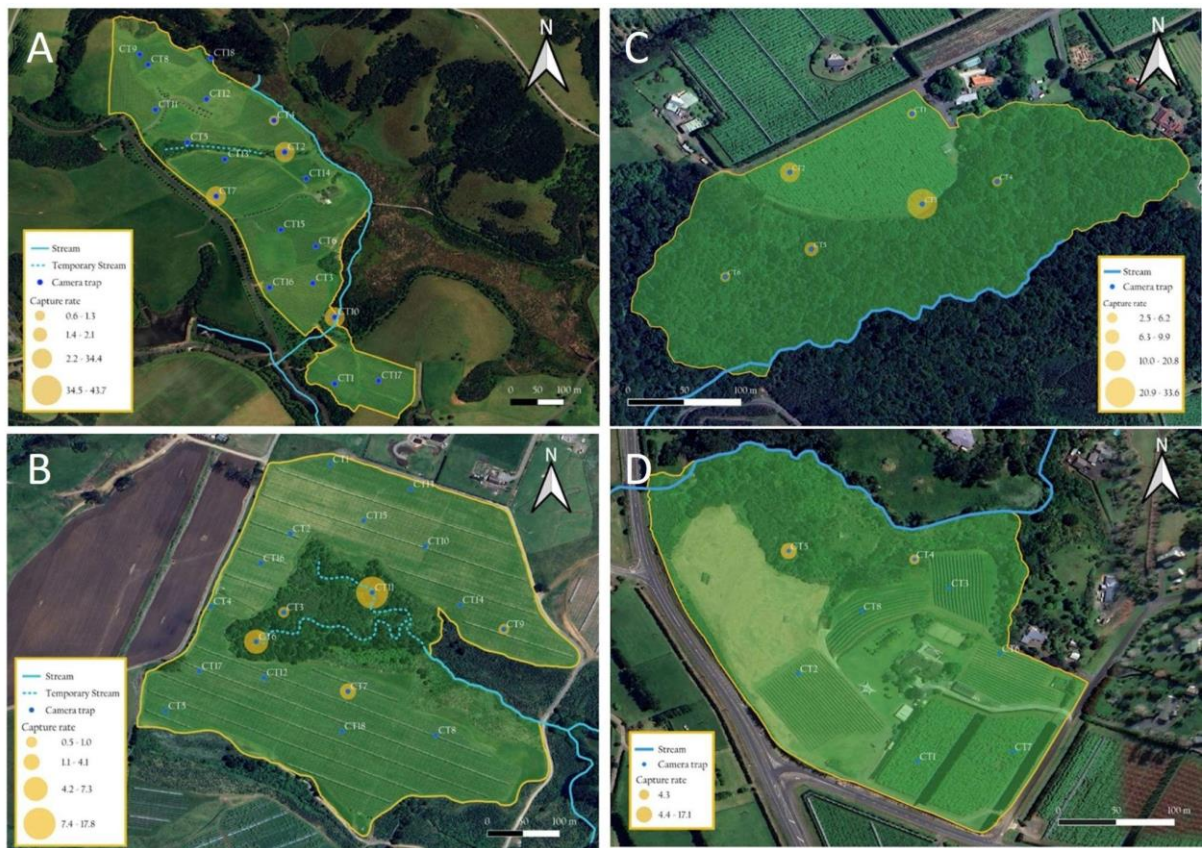 A
N
CT9
CT8
CT18
CT12
CT11
CT4
CT5
CT2
CT13
CT14
CT7
CT15
CT6
CT16
CT3
CT10
CT1
CT17
Stream
Temporary Stream
Camera trap
Capture rate
0.6 - 1.3
1.4 - 2.1
2.2 - 34.4
34.5 - 43.7
0
50
100 m
C
N
CT1
CT2
CT4
CT5
CT6
Stream
Camera trap
Capture rate
2.5 - 6.2
6.3 - 9.9
10.0 - 20.8
20.9 - 33.6
0
50
100 m
B
N
CT1
CT13
CT15
CT2
CT10
CT16
CT11
CT4
CT3
CT14
CT6
CT9
CT17
CT12
CT7
CT5
CT18
CT8
Stream
Temporary Stream
Camera trap
Capture rate
0.5 - 1.0
1.1 - 4.1
4.2 - 7.3
7.4 - 17.8
0
50
100 m
D
N
CT5
CT4
CT3
CT8
CT6
CT2
CT1
CT7
Stream
Camera trap
Capture rate
4.3
4.4 - 17.1
0
50
100 m